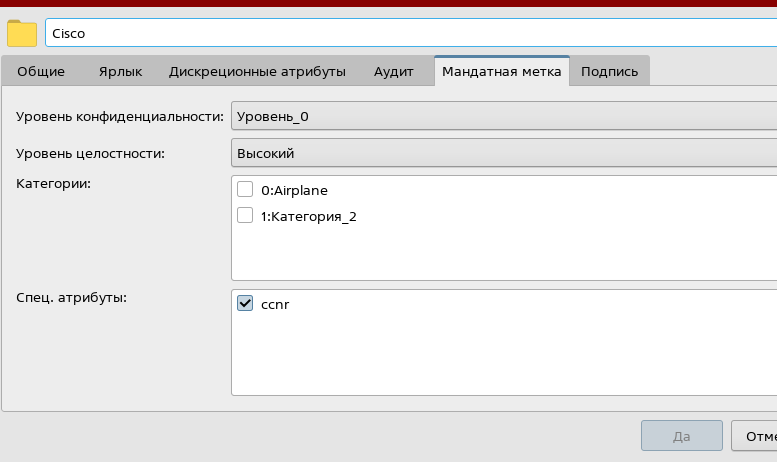 Cisco
Общие Ярлык Дискреционные атрибуты Аудит Мандатная метка Подпись
Уровень конфиденциальности: Уровень_0
Уровень целостности: Высокий
Категории:
0:Airplane
1:Категория_2
Спец. атрибуты:
ccnr
Да Отме